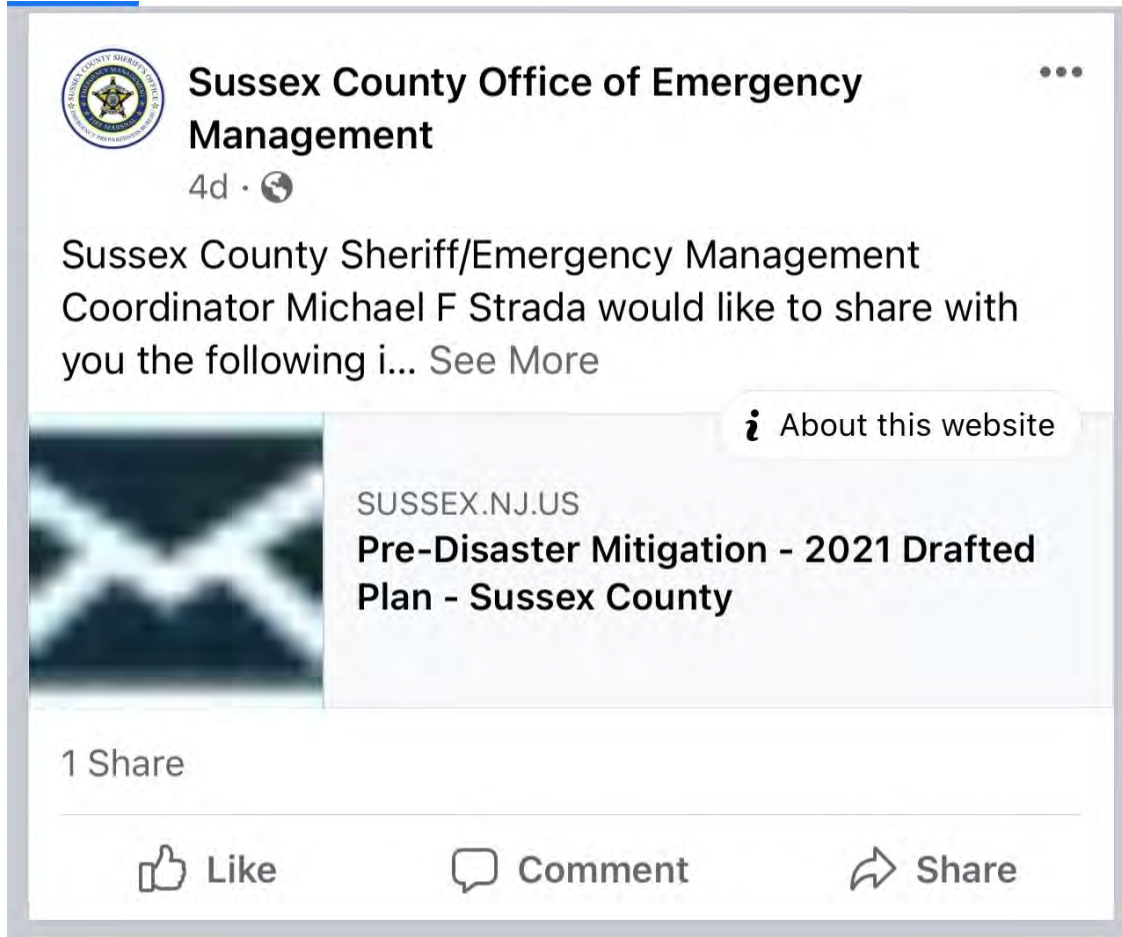 Sussex County Office of Emergency
Management
4d ·
Sussex County Sheriff/Emergency Management
Coordinator Michael F Strada would like to share with
you the following i... See More
i About this website
SUSSEX.NJ.US
Pre-Disaster Mitigation - 2021 Drafted
Plan - Sussex County
1 Share
Like Comment Share